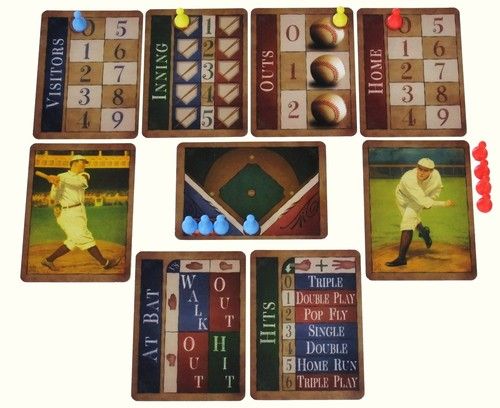 VISITORS
0 5
1 6
2 7
3 8
4 9
INNING
1
2
3
4
5
OUTS
0
1
2
HOME
0 5
1 6
2 7
3 8
4 9
AT BAT
WALK
OUT
OUT
HIT
HITS
+
0 TRIPLE
1 DOUBLE PLAY
2 POP FLY
3 SINGLE
4 DOUBLE
5 HOME RUN
6 TRIPLE PLAY